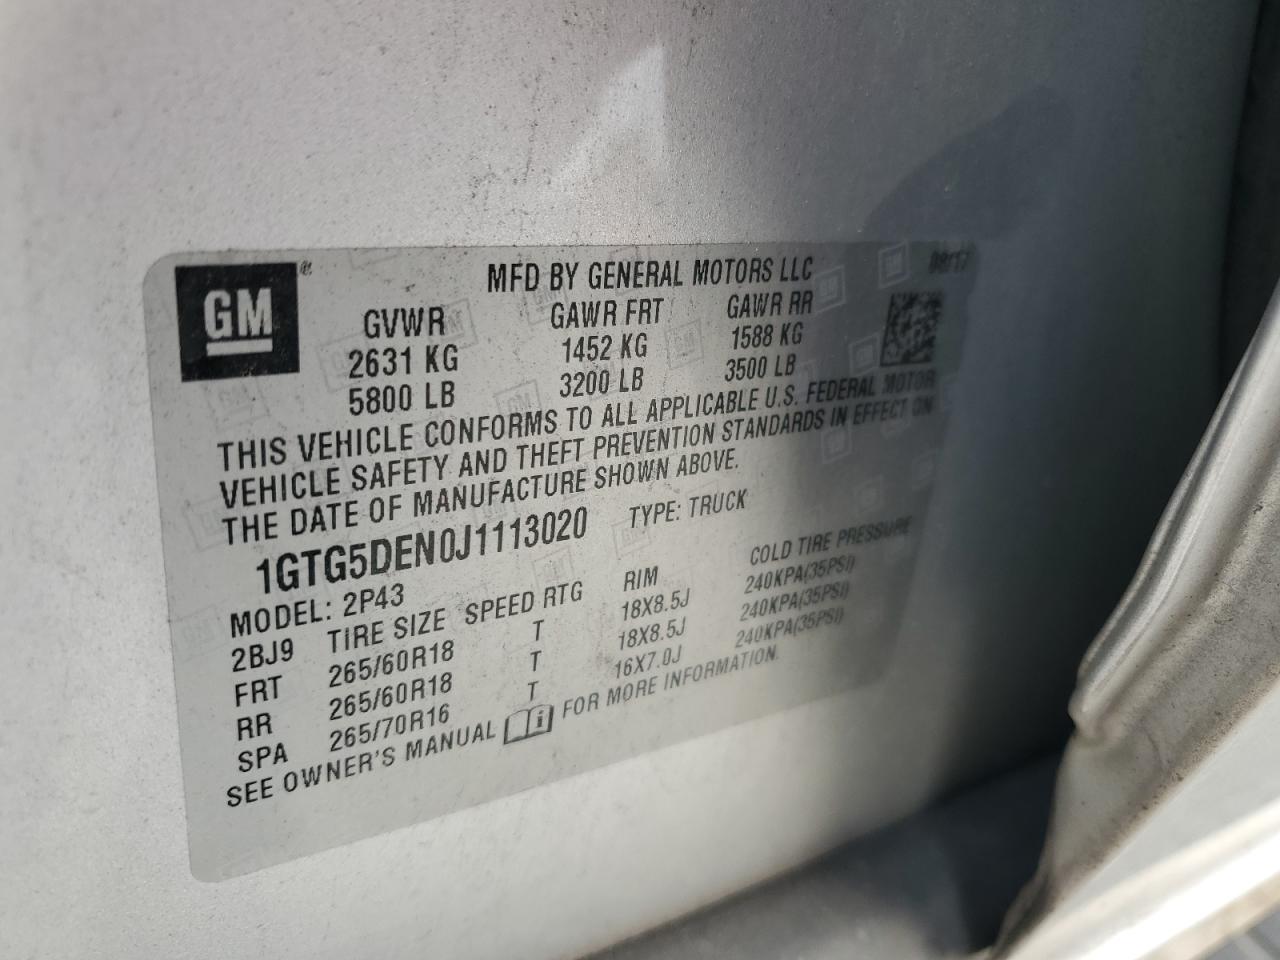 GM ®
MFD BY GENERAL MOTORS LLC 08/17
GVWR GAWR FRT GAWR RR
2631 KG 1452 KG 1588 KG
5800 LB 3200 LB 3500 LB
THIS VEHICLE CONFORMS TO ALL APPLICABLE U.S. FEDERAL MOTOR
VEHICLE SAFETY AND THEFT PREVENTION STANDARDS IN EFFECT ON
THE DATE OF MANUFACTURE SHOWN ABOVE.
1GTG5DEN0J1113020 TYPE: TRUCK
MODEL: 2P43
2BJ9 TIRE SIZE SPEED RTG RIM COLD TIRE PRESSURE
FRT 265/60R18 T 18X8.5J 240KPA(35PSI)
RR 265/60R18 T 18X8.5J 240KPA(35PSI)
SPA 265/70R16 T 16X7.0J 240KPA(35PSI)
SEE OWNER'S MANUAL i FOR MORE INFORMATION.